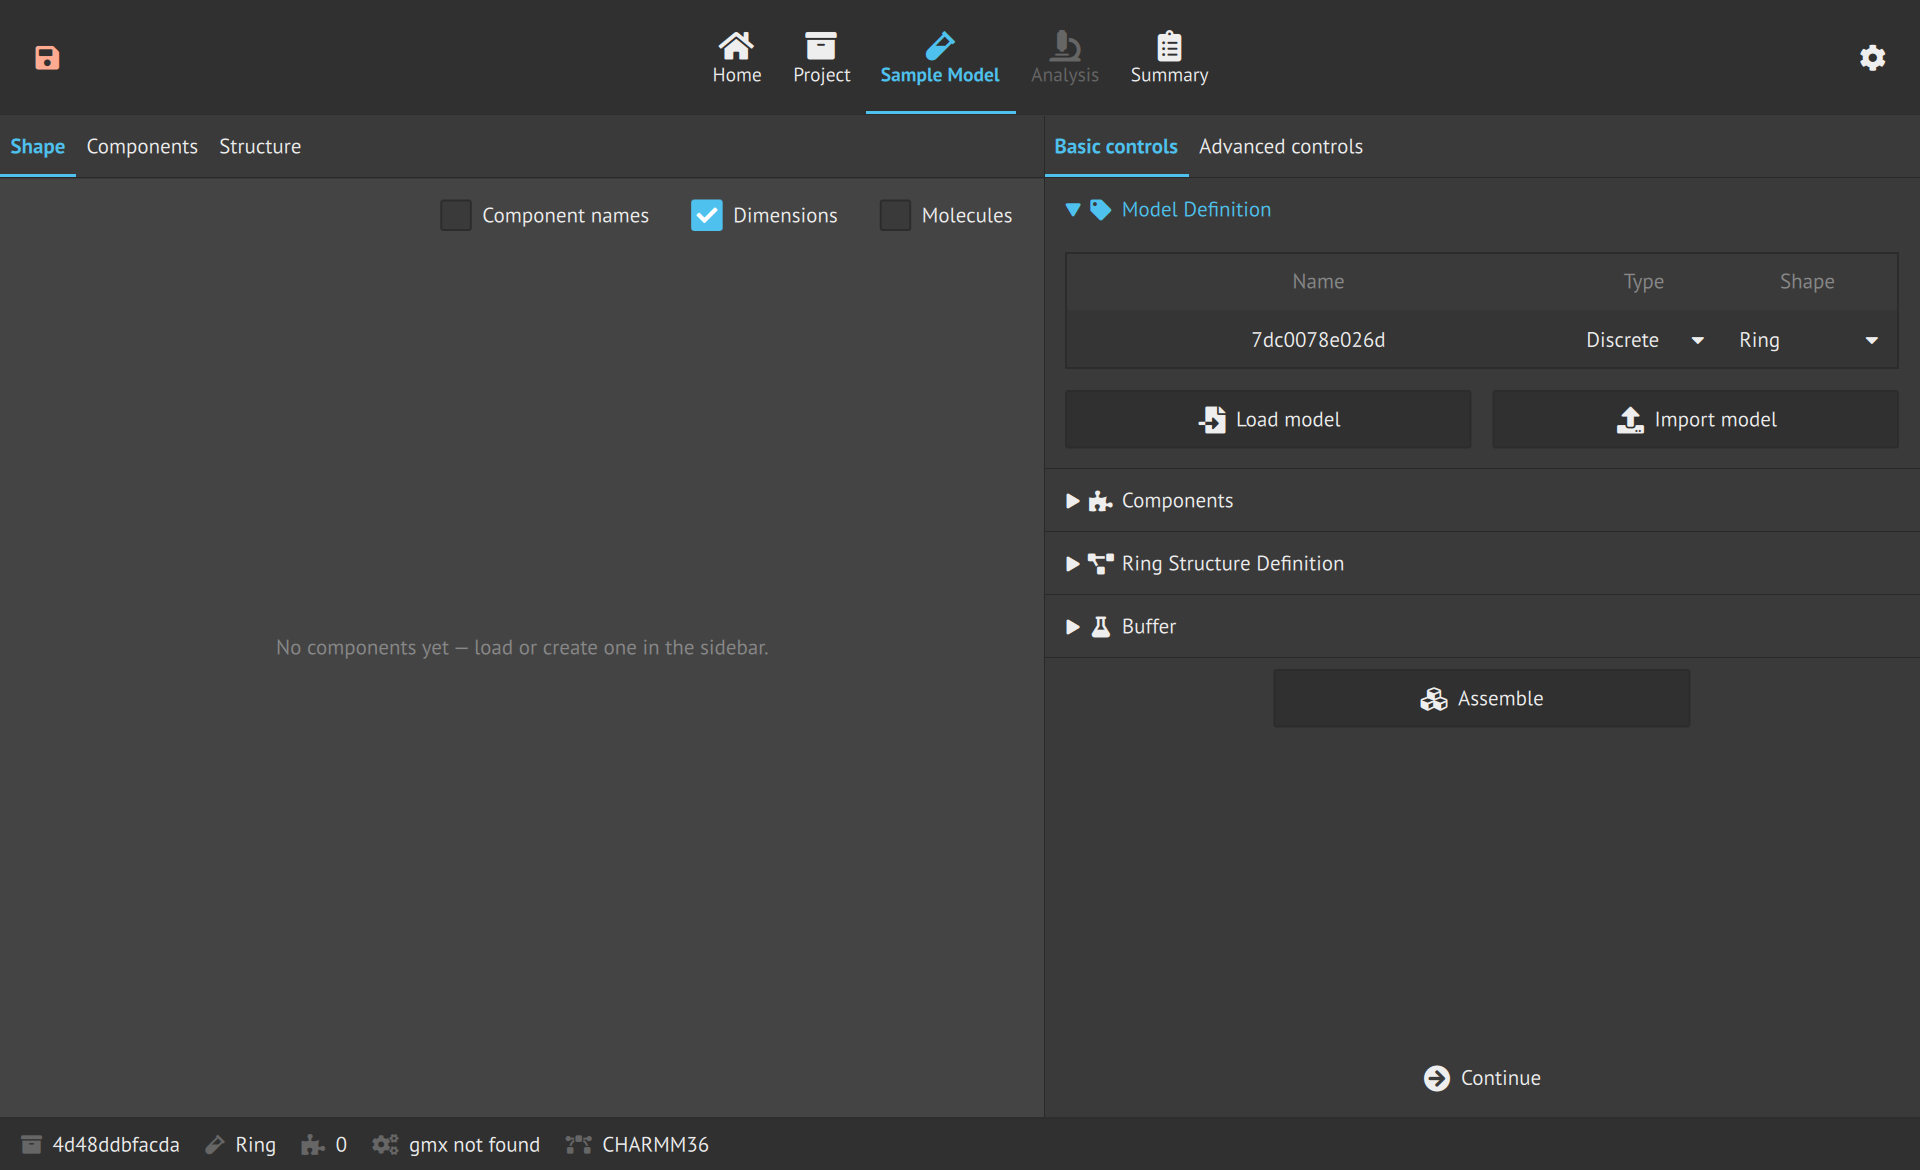 Home
Project
Sample Model
Analysis
Summary
Shape
Components
Structure
Component names
Dimensions
Molecules
No components yet — load or create one in the sidebar.
Basic controls
Advanced controls
Model Definition
Name Type Shape
7dc0078e026d Discrete Ring
Load model
Import model
Components
Ring Structure Definition
Buffer
Assemble
Continue
4d48ddbfacda Ring 0 gmx not found CHARMM36